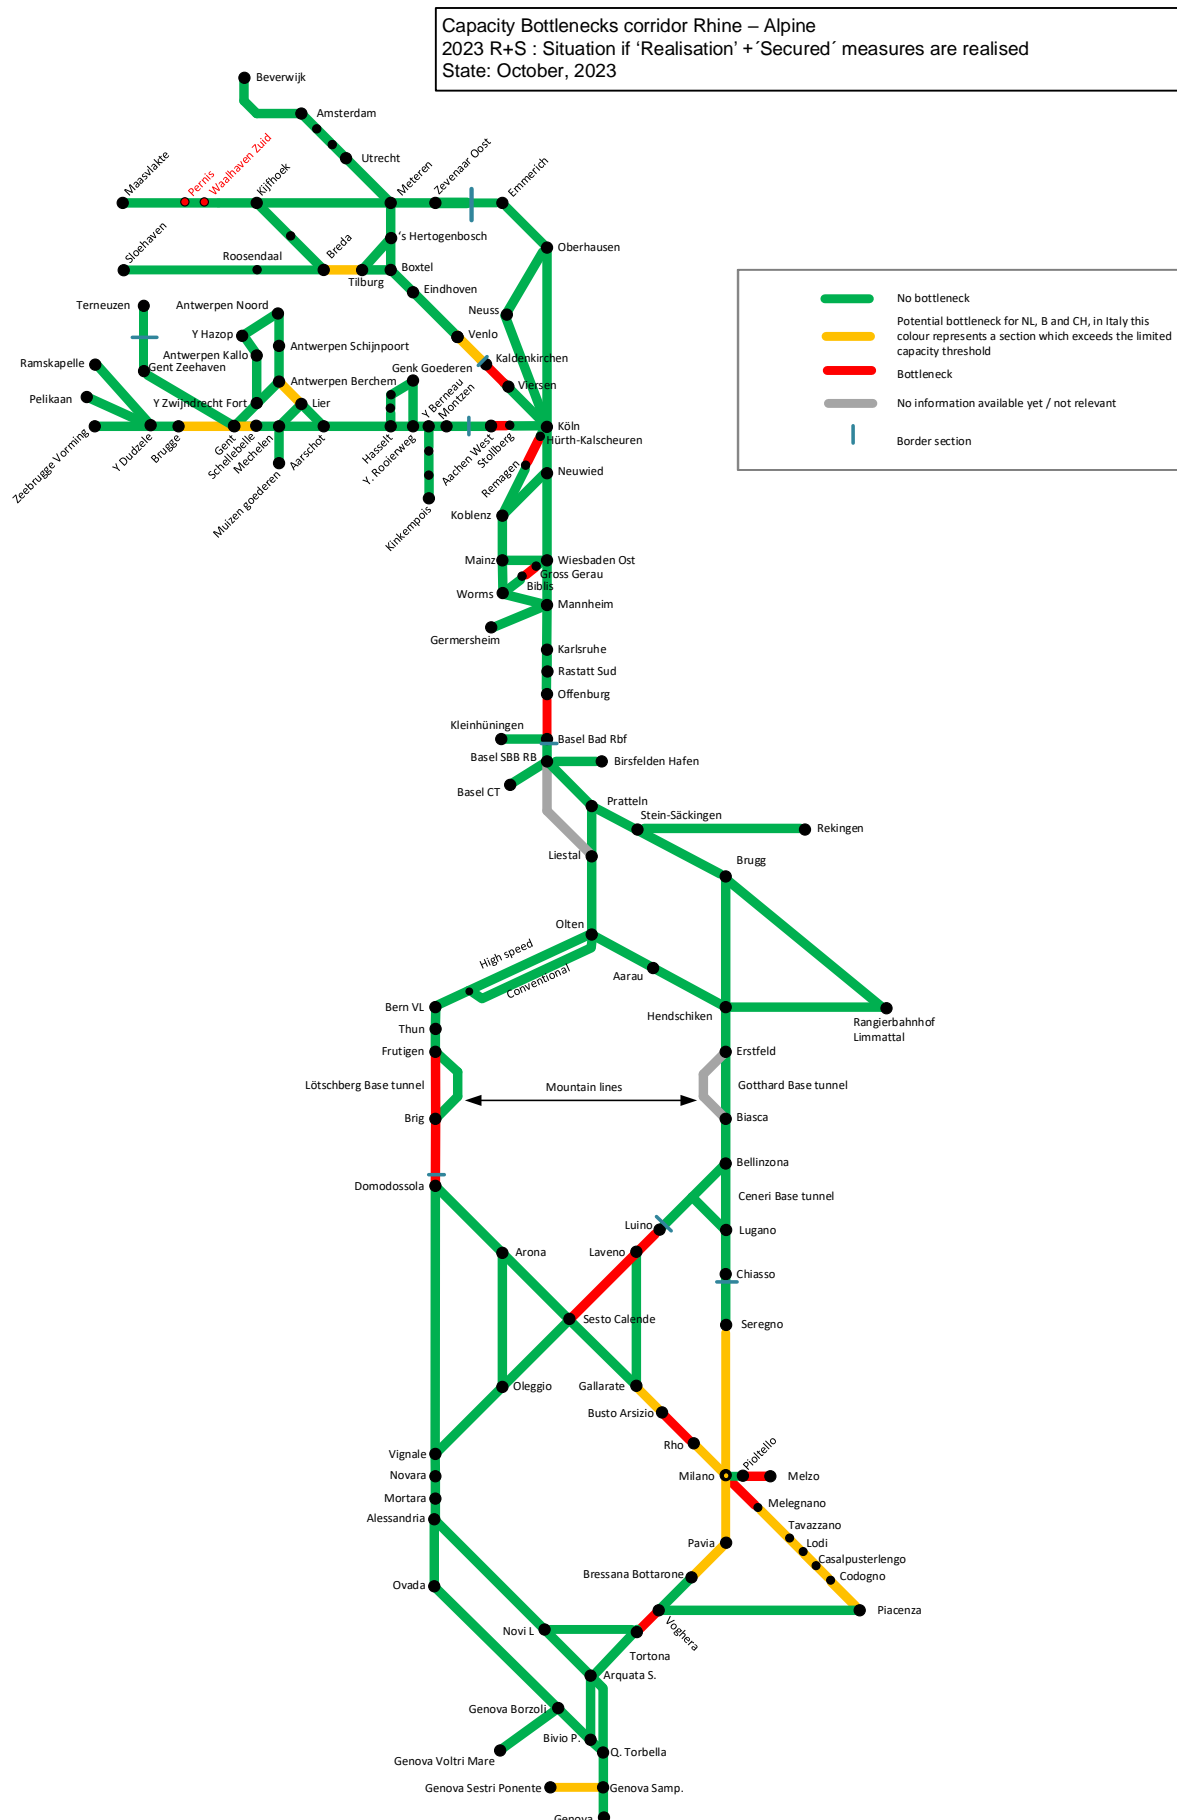 Capacity Bottlenecks corridor Rhine – Alpine
2023 R+S : Situation if ‘Realisation’ +´Secured´ measures are realised
State: October, 2023
Beverwijk
Amsterdam
Utrecht
Maasvlakte
Pernis
Waalhaven Zuid
Kijfhoek
Meteren
Zevenaar Oost
Emmerich
Sloehaven
Roosendaal
Breda
´s Hertogenbosch
Oberhausen
Tilburg
Boxtel
Eindhoven
Terneuzen
Antwerpen Noord
Neuss
Y Hazop
Antwerpen Schijnpoort
Venlo
Ramskapelle
Antwerpen Kallo
Kaldenkirchen
Gent Zeehaven
Genk Goederen
Antwerpen Berchem
Viersen
Pelikaan
Y Zwijndrecht Fort
Lier
Y Berneau
Montzen
Köln
Zeebrugge Vorming
Y Dudzele
Brugge
Gent
Schellebelle
Mechelen
Muizen goederen
Aarschot
Hasselt
Y. Rooierweg
Kinkempois
Aachen West
Stolberg
Hürth-Kalscheuren
Remagen
Neuwied
Koblenz
Mainz
Wiesbaden Ost
Gross Gerau
Biblis
Worms
Mannheim
Germersheim
Karlsruhe
Rastatt Sud
Offenburg
Kleinhüningen
Basel Bad Rbf
Basel SBB RB
Birsfelden Hafen
Basel CT
Pratteln
Stein-Säckingen
Rekingen
Liestal
Brugg
Olten
High speed
Conventional
Aarau
Bern VL
Hendschiken
Rangierbahnhof
Limmattal
Thun
Frutigen
Erstfeld
Lötschberg Base tunnel
Mountain lines
Gotthard Base tunnel
Brig
Biasca
Bellinzona
Domodossola
Ceneri Base tunnel
Luino
Lugano
Arona
Laveno
Chiasso
Sesto Calende
Seregno
Oleggio
Gallarate
Busto Arsizio
Rho
Vignale
Pioltello
Novara
Milano
Melzo
Mortara
Melegnano
Alessandria
Tavazzano
Pavia
Lodi
Casalpusterlengo
Bressana Bottarone
Codogno
Ovada
Piacenza
Voghera
Novi L
Tortona
Arquata S.
Genova Borzoli
Bivio P.
Q. Torbella
Genova Voltri Mare
Genova Sestri Ponente
Genova Samp.
Genova
No bottleneck
Potential bottleneck for NL, B and CH, in Italy this
colour represents a section which exceeds the limited
capacity threshold
Bottleneck
No information available yet / not relevant
Border section